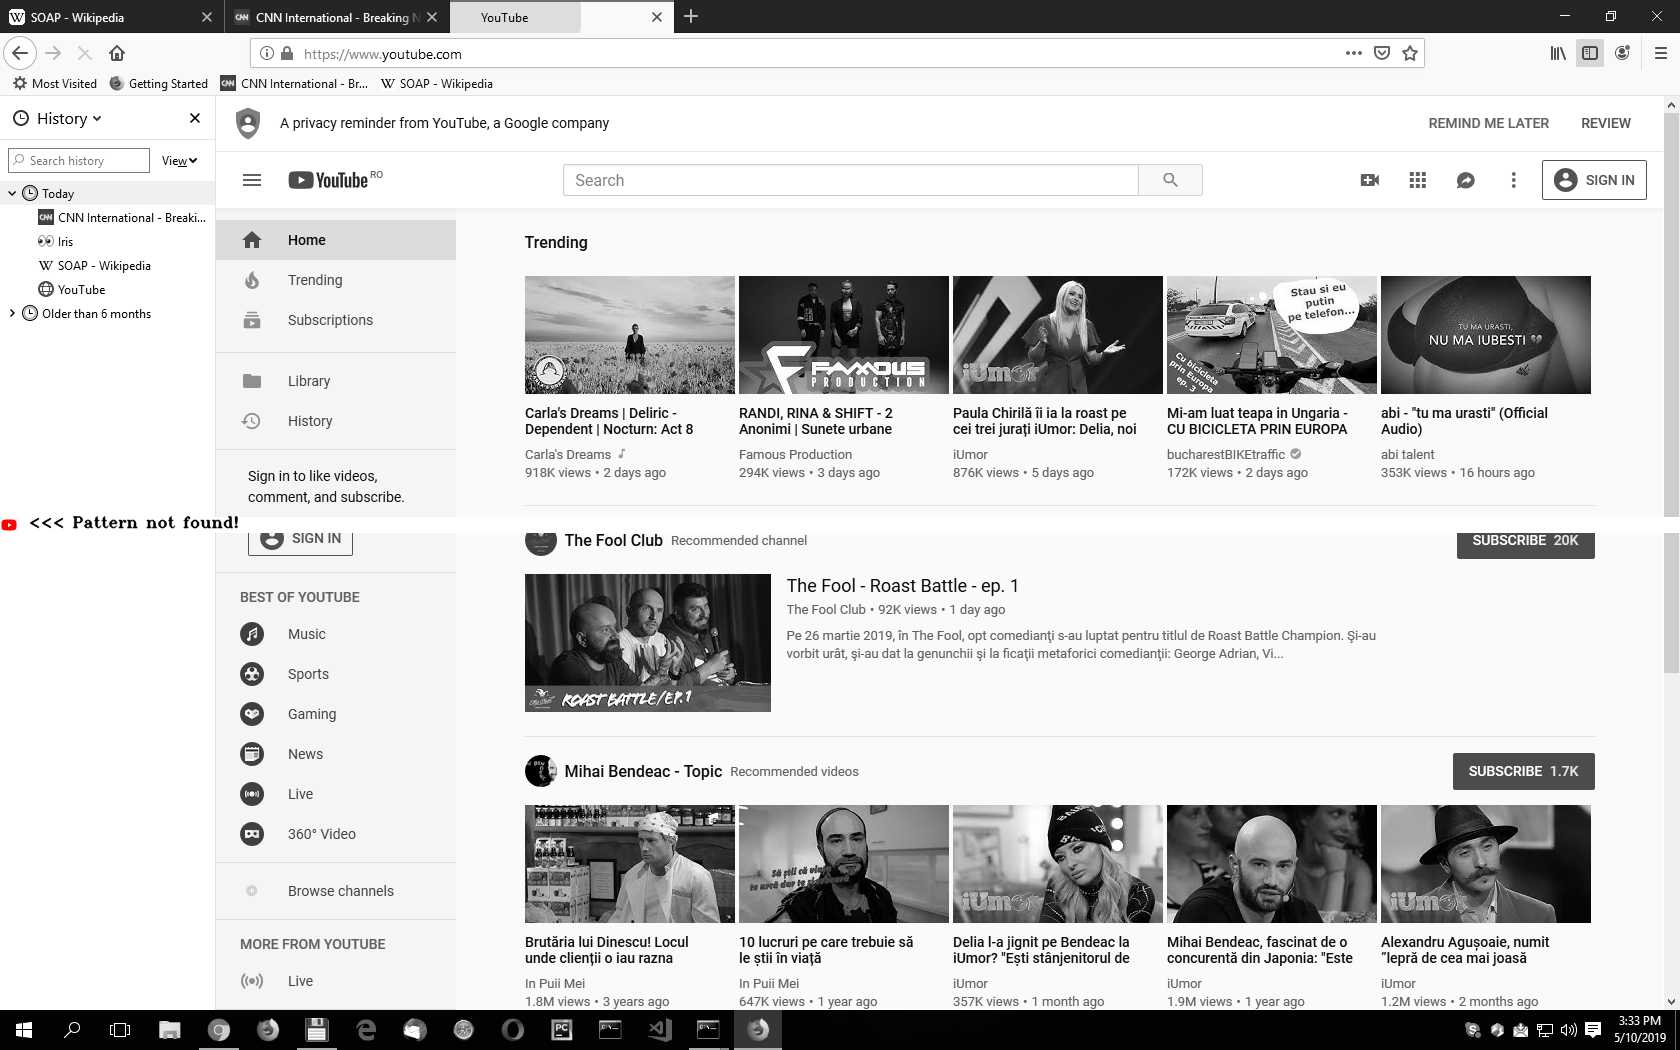 SOAP - Wikipedia
CNN International - Breaking N
YouTube
https://www.youtube.com
Most Visited
Getting Started
CNN International - Br...
SOAP - Wikipedia
History
Search history
View
Today
CNN International - Breaki...
Iris
SOAP - Wikipedia
YouTube
Older than 6 months
<<< Pattern not found!
A privacy reminder from YouTube, a Google company
REMIND ME LATER
REVIEW
YouTube RO
Search
SIGN IN
Home
Trending
Subscriptions
Library
History
Sign in to like videos,
comment, and subscribe.
SIGN IN
BEST OF YOUTUBE
Music
Sports
Gaming
News
Live
360° Video
Browse channels
MORE FROM YOUTUBE
Live
Trending
FAMOUS
PRODUCTION
iUmor
Stau si eu
putin
pe telefon...
Cu bicicleta
prin Europa
ep. 3
TU MA URASTI,
NU MA IUBESTI
Carla's Dreams | Deliric -
Dependent | Nocturn: Act 8
Carla's Dreams
918K views • 2 days ago
RANDI, RINA & SHIFT - 2
Anonimi | Sunete urbane
Famous Production
294K views • 3 days ago
Paula Chirilă îi ia la roast pe
cei trei jurați iUmor: Delia, noi
iUmor
876K views • 5 days ago
Mi-am luat teapa in Ungaria -
CU BICICLETA PRIN EUROPA
bucharestBIKEtraffic
172K views • 2 days ago
abi - "tu ma urasti" (Official
Audio)
abi talent
353K views • 16 hours ago
The Fool Club Recommended channel
SUBSCRIBE 20K
ROAST BATTLE/EP.1
The Fool - Roast Battle - ep. 1
The Fool Club • 92K views • 1 day ago
Pe 26 martie 2019, în The Fool, opt comedianţi s-au luptat pentru titlul de Roast Battle Champion. Şi-au
vorbit urât, şi-au dat la genunchii şi la ficaţii metaforici comedianţii: George Adrian, Vi...
Mihai Bendeac - Topic Recommended videos
SUBSCRIBE 1.7K
iUmor
iUmor
Brutăria lui Dinescu! Locul
unde clienții o iau razna
In Puii Mei
1.8M views • 3 years ago
10 lucruri pe care trebuie să
le știi în viață
In Puii Mei
647K views • 1 year ago
Delia l-a jignit pe Bendeac la
iUmor? "Ești stânjenitorul de
iUmor
357K views • 1 month ago
Mihai Bendeac, fascinat de o
concurentă din Japonia: "Este
iUmor
1.9M views • 1 year ago
Alexandru Agușoaie, numit
”lepră de cea mai joasă
iUmor
1.2M views • 2 months ago
3:33 PM
5/10/2019